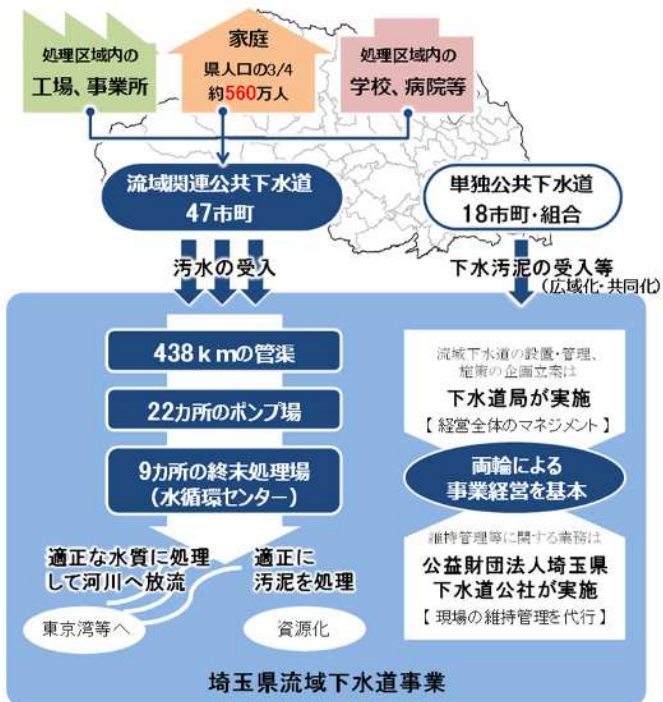 処理区域内の
工場、事業所
家庭
県人口の3/4
約560万人
処理区域内の
学校、病院等
流域関連公共下水道
47市町
単独公共下水道
18市町・組合
汚水の受入
下水汚泥の受入等
(広域化・共同化)
438kmの管渠
22カ所のポンプ場
9カ所の終末処理場
(水循環センター)
適正な水質に処理
して河川へ放流
適正に
汚泥を処理
東京湾等へ
資源化
流域下水道の設置・管理、
施策の企画立案は
下水道局が実施
【経営全体のマネジメント】
両輪による
事業経営を基本
維持管理等に関する業務は
公益財団法人埼玉県
下水道公社が実施
【現場の維持管理を代行】
埼玉県流域下水道事業